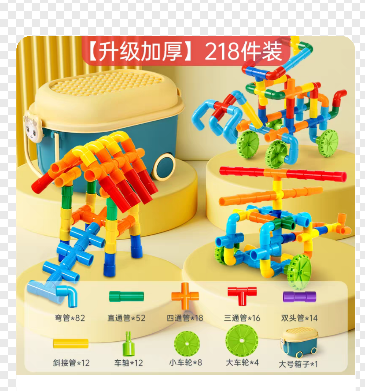 【升级加厚】218件装
弯管*82 直通管*52 四通管*18 三通管*16 双头管*14
斜接管*12 车轴*12 小车轮*8 大车轮*4 大号箱子*1